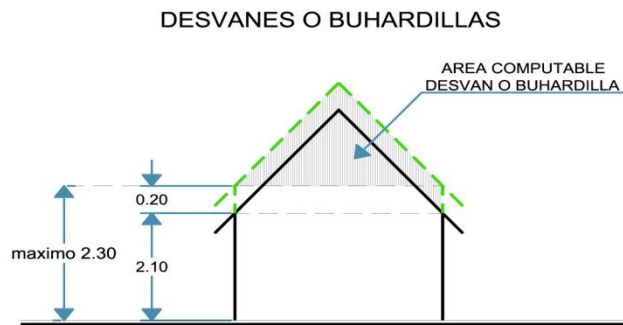 DESVANES O BUHARDILLAS
AREA COMPUTABLE
DESVAN O BUHARDILLA
0.20
maximo 2.30
2.10